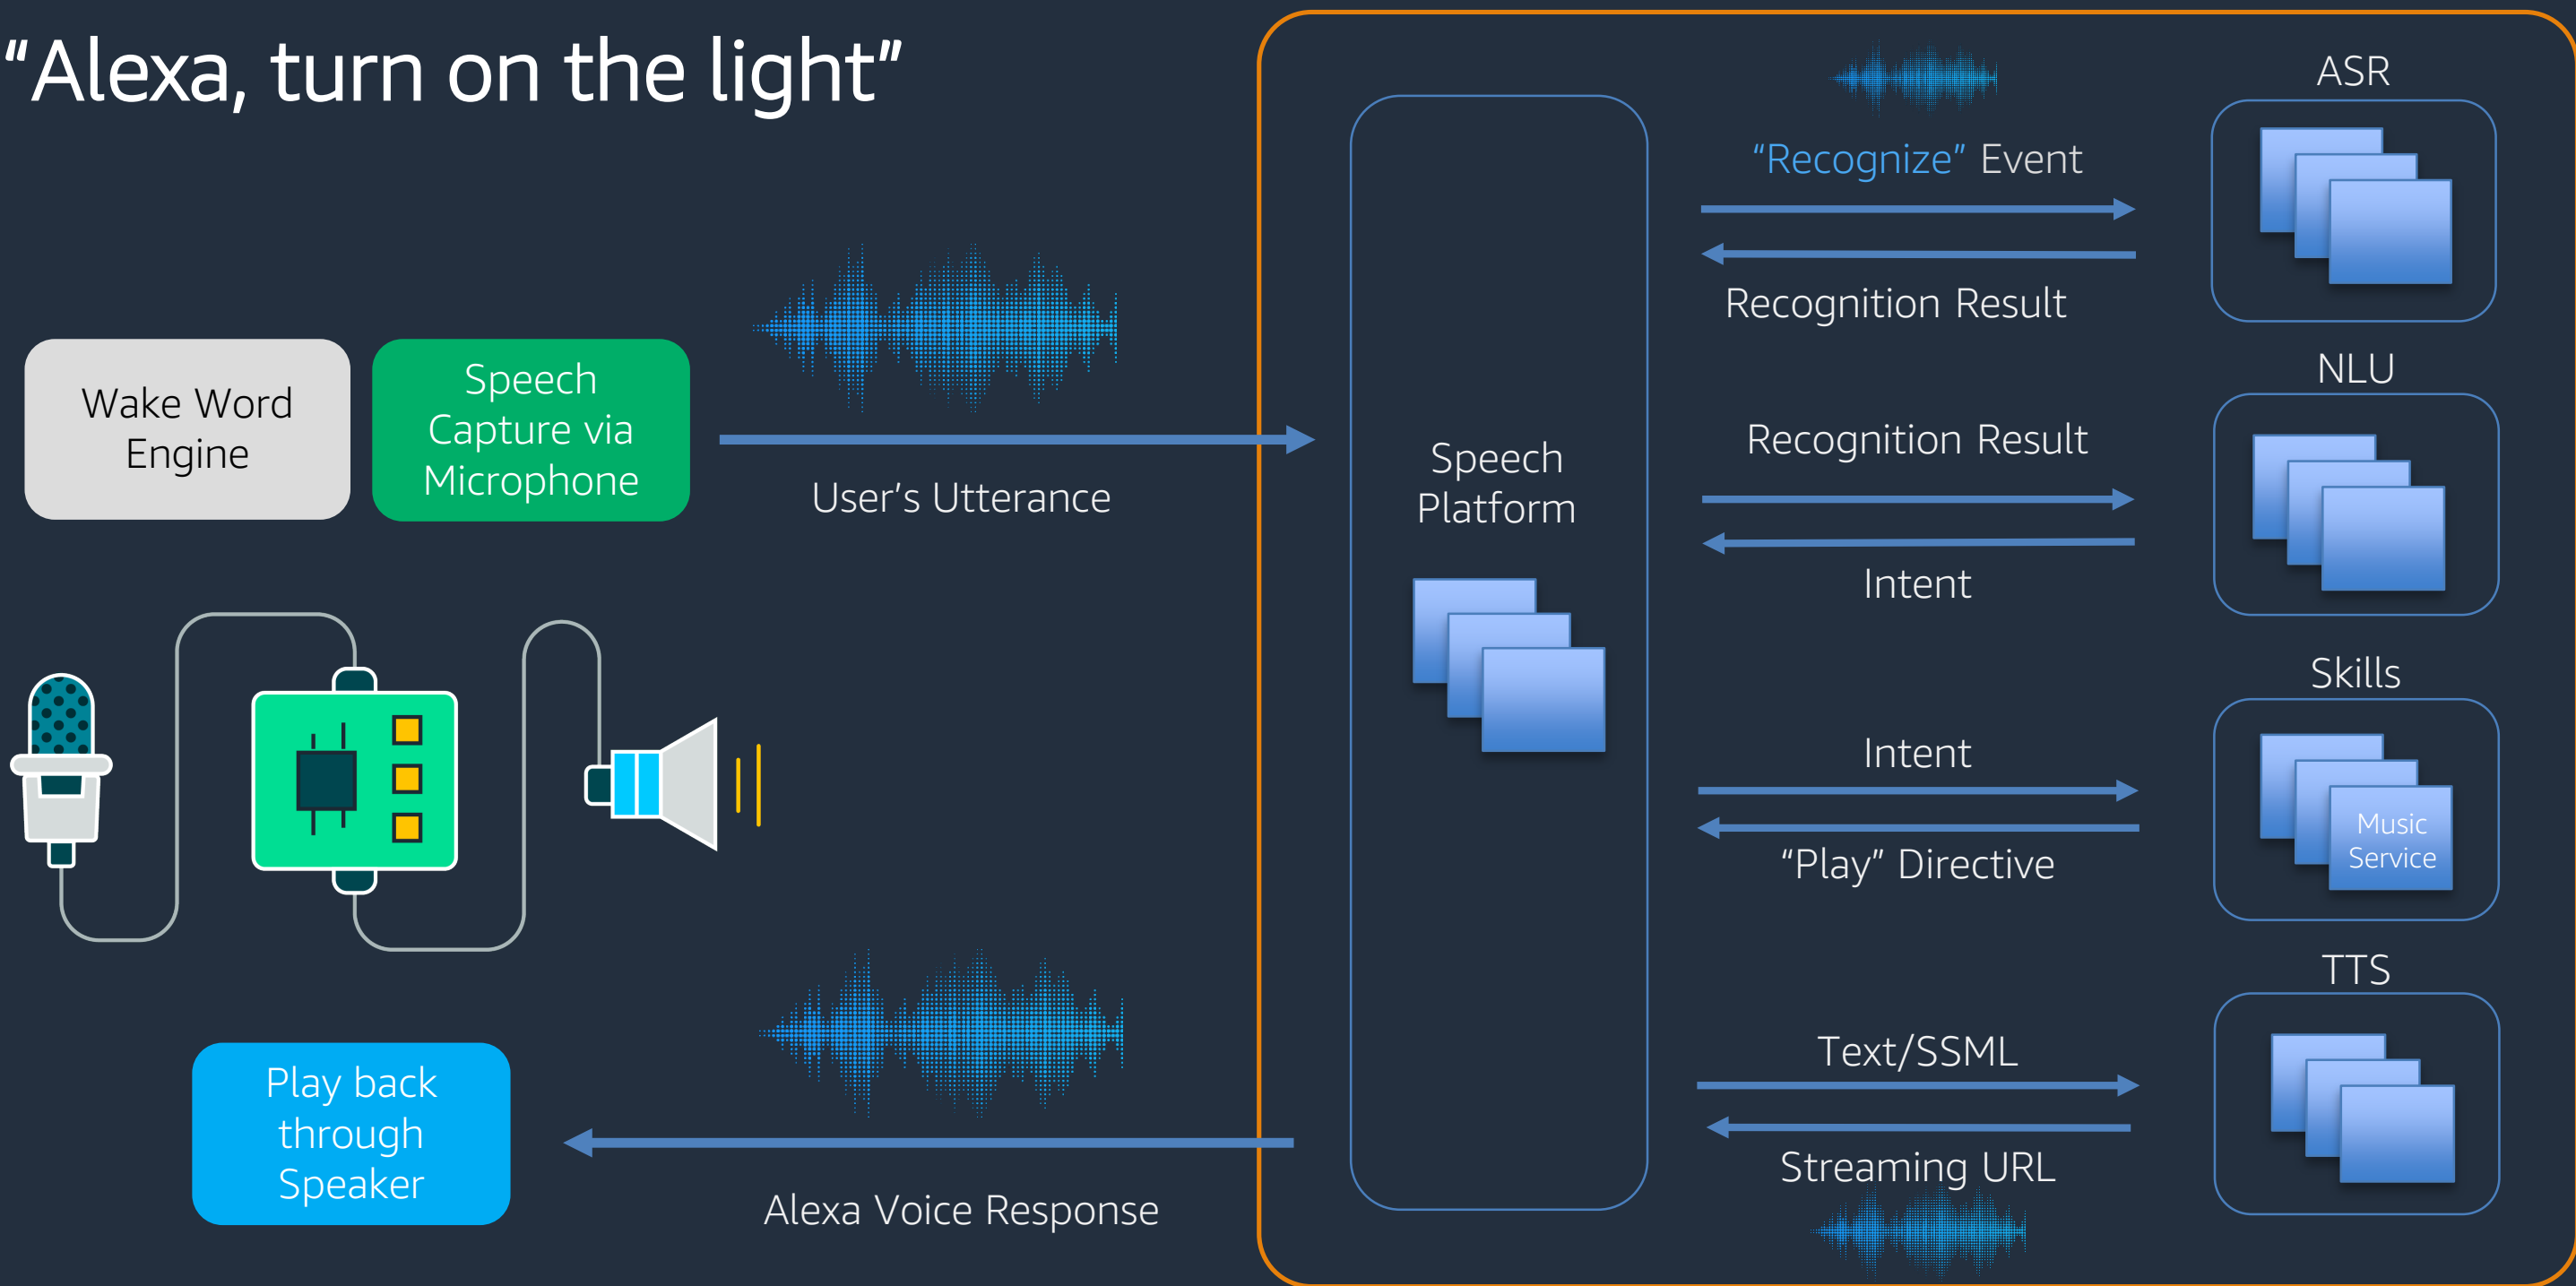 “Alexa, turn on the light”
Wake Word
Engine
Speech
Capture via
Microphone
User’s Utterance
Speech
Platform
“Recognize” Event
Recognition Result
ASR
Recognition Result
Intent
NLU
Intent
“Play” Directive
Skills
Music
Service
Text/SSML
Streaming URL
TTS
Play back
through
Speaker
Alexa Voice Response